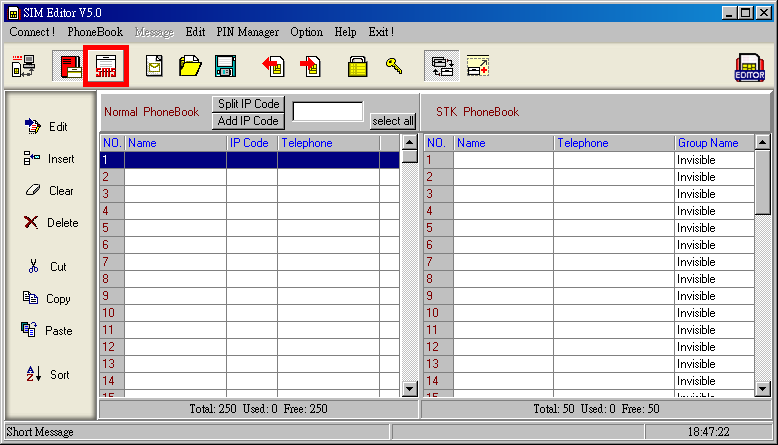 SIM Editor V5.0
Connect ! PhoneBook Message Edit PIN Manager Option Help Exit !
SMS
EDITOR
Normal PhoneBook
Split IP Code
Add IP Code
select all
STK PhoneBook
Edit
Insert
Clear
Delete
Cut
Copy
Paste
Sort
NO. Name IP Code Telephone
1
2
3
4
5
6
7
8
9
10
11
12
13
14
15
NO. Name Telephone Group Name
1 Invisible
2 Invisible
3 Invisible
4 Invisible
5 Invisible
6 Invisible
7 Invisible
8 Invisible
9 Invisible
10 Invisible
11 Invisible
12 Invisible
13 Invisible
14 Invisible
15 Invisible
Total: 250 Used: 0 Free: 250
Total: 50 Used: 0 Free: 50
Short Message
18:47:22